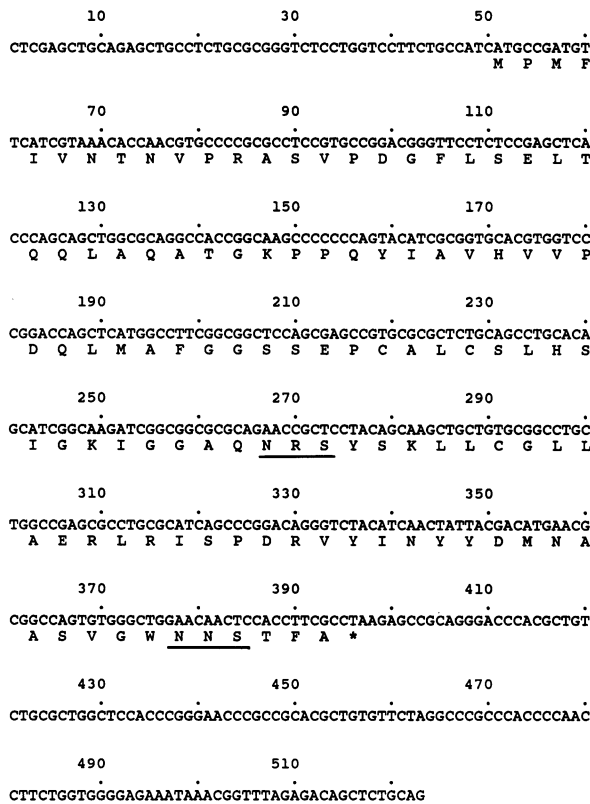 10 30 50
CTCGAGCTGCAGAGCTGCCTCTGCGCGGGTCTCCTGGTCCTTCTGCCATCATGCCGATGT
M P M F
70 90 110
TCATCGTAAACACCAACGTGCCCCGCGCCTCCGTGCCGGACGGGTTCCTCTCCGAGCTCA
I V N T N V P R A S V P D G F L S E L T
130 150 170
CCCAGCAGCTGGCGCAGGCCACCGGCAAGCCCCCCCAGTACATCGCGGTGCACGTGGTCC
Q Q L A Q A T G K P P Q Y I A V H V V P
190 210 230
CGGACCAGCTCATGGCCTTCGGCGGCTCCAGCGAGCCGTGCGCGCTCTGCAGCCTGCACA
D Q L M A F G G S S E P C A L C S L H S
250 270 290
GCATCGGCAAGATCGGCGGCGCGCAGAACCGCTCCTACAGCAAGCTGCTGTGCGGCCTGC
I G K I G G A Q N R S Y S K L L C G L L
310 330 350
TGGCCGAGCGCCTGCGCATCAGCCCGGACAGGGTCTACATCAACTATTACGACATGAACG
A E R L R I S P D R V Y I N Y Y D M N A
370 390 410
CGGCCAGTGTGGGCTGGAACAACTCCACCTTCGCCTAAGAGCCGCAGGGACCCACGCTGT
A S V G W N N S T F A *
430 450 470
CTGCGCTGGCTCCACCCGGGAACCCGCCGCACGCTGTGTTCTAGGCCCGCCCACCCCAAC
490 510
CTTCTGGTGGGGAGAAATAAACGGTTTAGAGACAGCTCTGCAG